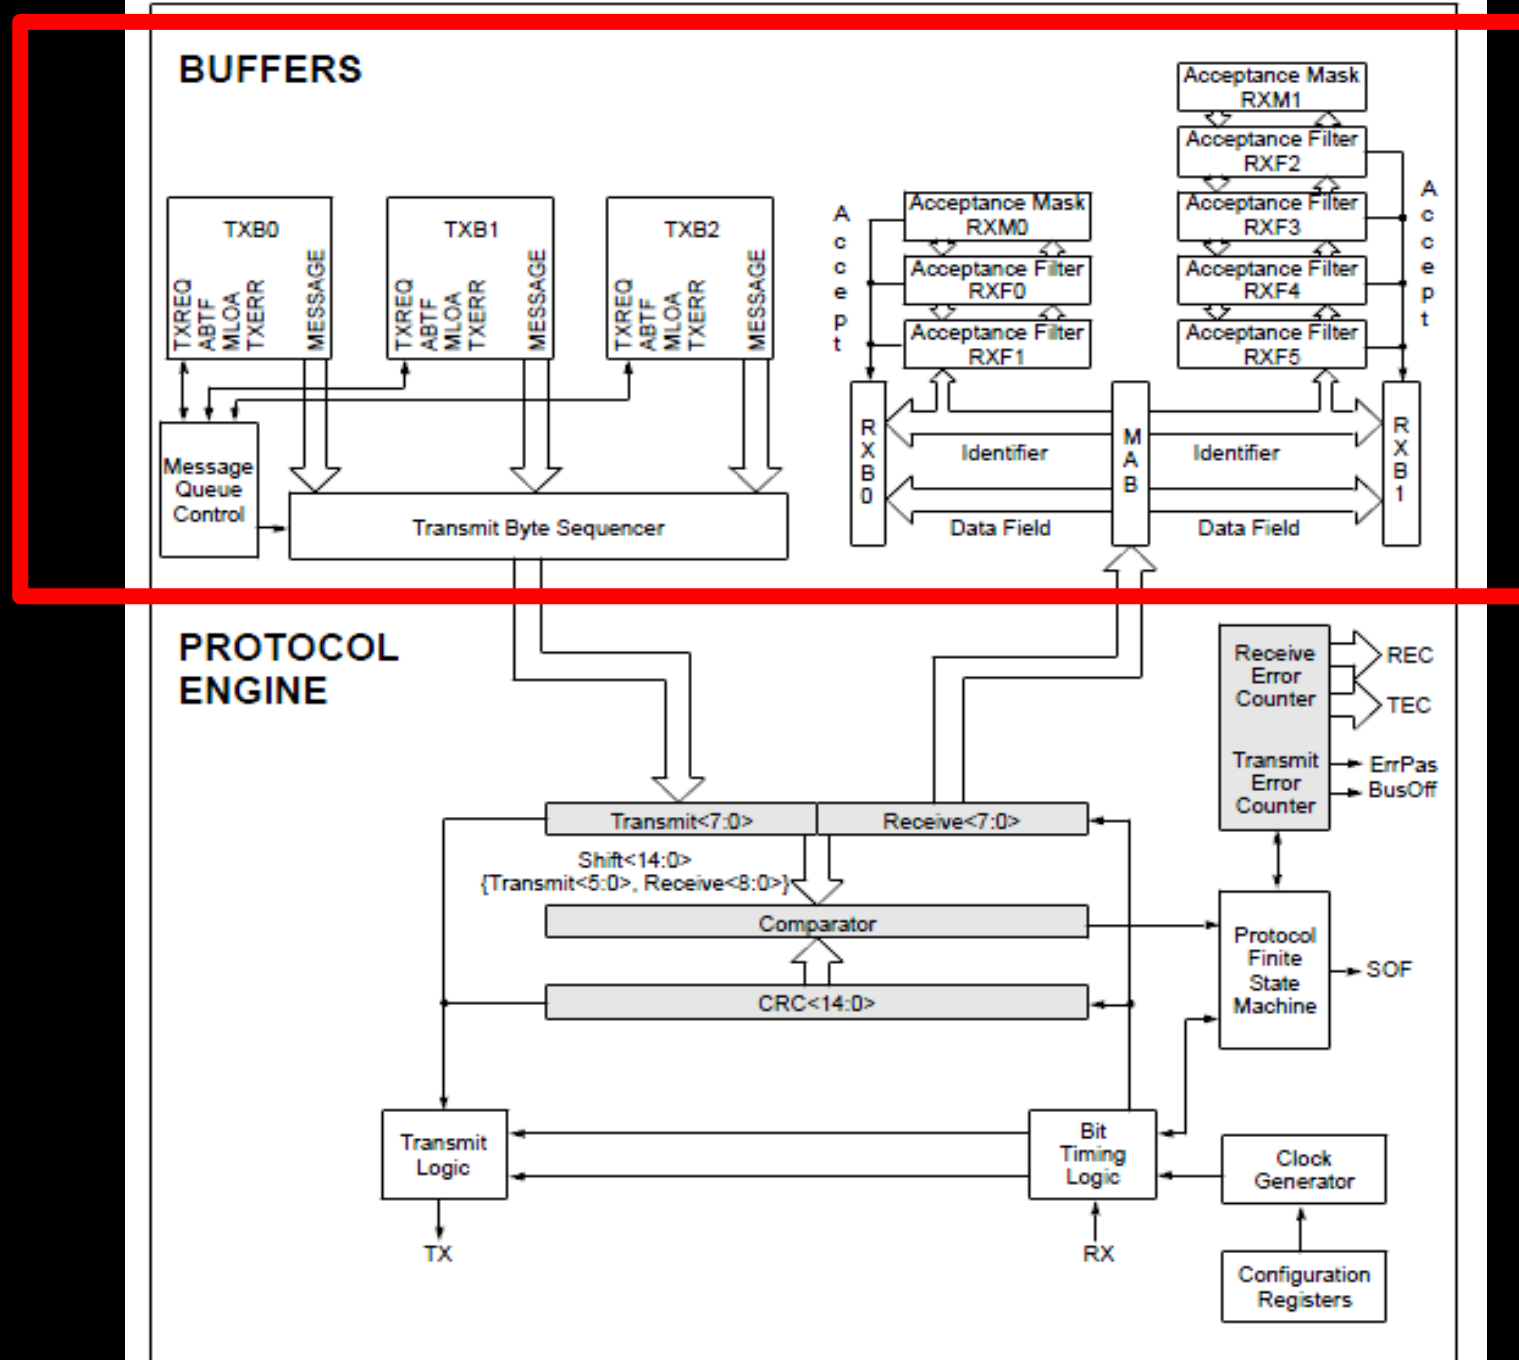 BUFFERS
Acceptance Mask
RXM1
Acceptance Filter
RXF2
Acceptance Filter
RXF3
Acceptance Filter
RXF4
Acceptance Filter
RXF5
Accept
TXB0
TXREQ
ABTF
MLOA
TXERR
MESSAGE
TXB1
TXREQ
ABTF
MLOA
TXERR
MESSAGE
TXB2
TXREQ
ABTF
MLOA
TXERR
MESSAGE
Accept
Acceptance Mask
RXM0
Acceptance Filter
RXF0
Acceptance Filter
RXF1
Message
Queue
Control
Transmit Byte Sequencer
RXB0
Identifier
Data Field
MAB
Identifier
Data Field
RXB1
PROTOCOL
ENGINE
Receive
Error
Counter
Transmit
Error
Counter
REC
TEC
ErrPas
BusOff
Transmit<7:0>
Receive<7:0>
Shift<14:0>
{Transmit<5:0>, Receive<8:0>}
Comparator
CRC<14:0>
Protocol
Finite
State
Machine
SOF
Transmit
Logic
TX
Bit
Timing
Logic
RX
Clock
Generator
Configuration
Registers